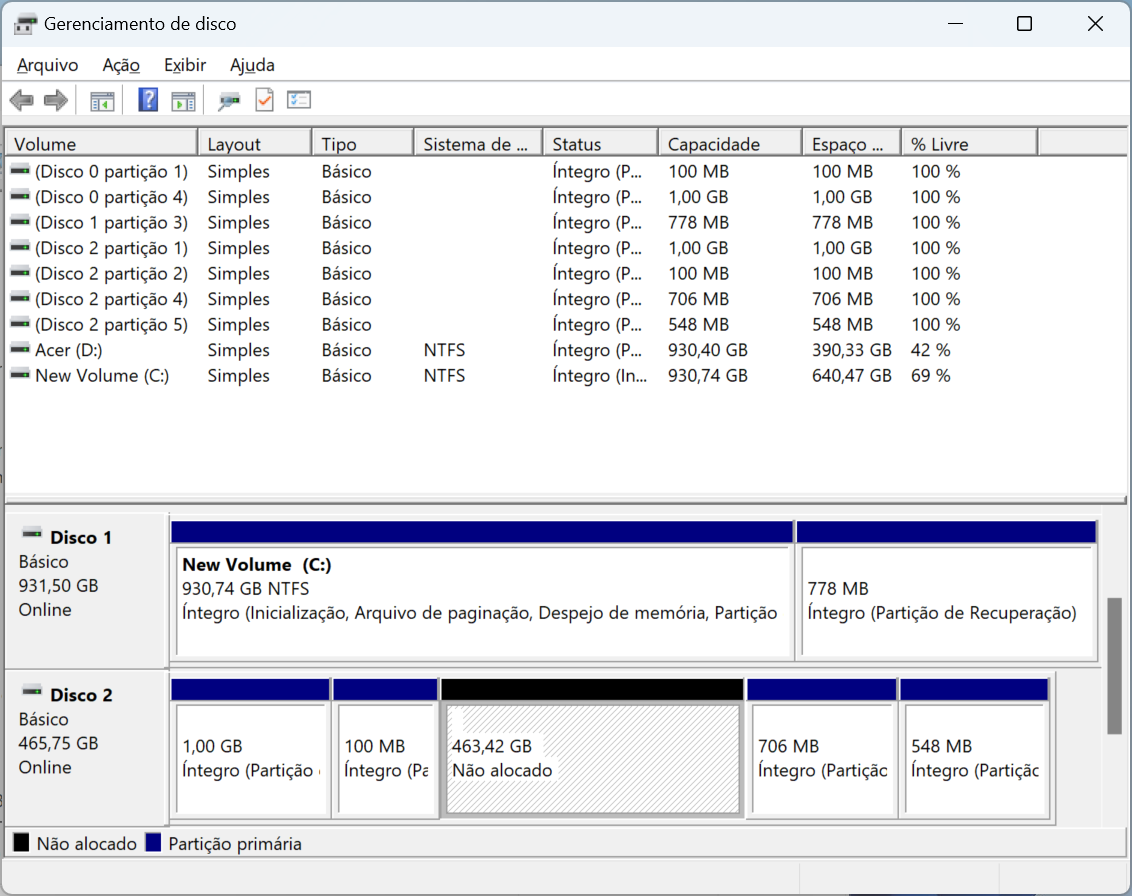 Gerenciamento de disco
Arquivo Ação Exibir Ajuda
Volume Layout Tipo Sistema de ... Status Capacidade Espaço ... % Livre
(Disco 0 partição 1) Simples Básico Íntegro (P... 100 MB 100 MB 100 %
(Disco 0 partição 4) Simples Básico Íntegro (P... 1,00 GB 1,00 GB 100 %
(Disco 1 partição 3) Simples Básico Íntegro (P... 778 MB 778 MB 100 %
(Disco 2 partição 1) Simples Básico Íntegro (P... 1,00 GB 1,00 GB 100 %
(Disco 2 partição 2) Simples Básico Íntegro (P... 100 MB 100 MB 100 %
(Disco 2 partição 4) Simples Básico Íntegro (P... 706 MB 706 MB 100 %
(Disco 2 partição 5) Simples Básico Íntegro (P... 548 MB 548 MB 100 %
Acer (D:) Simples Básico NTFS Íntegro (P... 930,40 GB 390,33 GB 42 %
New Volume (C:) Simples Básico NTFS Íntegro (In... 930,74 GB 640,47 GB 69 %
Disco 1
Básico
931,50 GB
Online
New Volume (C:)
930,74 GB NTFS
Íntegro (Inicialização, Arquivo de paginação, Despejo de memória, Partição
778 MB
Íntegro (Partição de Recuperação)
Disco 2
Básico
465,75 GB
Online
1,00 GB
Íntegro (Partição
100 MB
Íntegro (Pa
463,42 GB
Não alocado
706 MB
Íntegro (Partiçãc
548 MB
Íntegro (Partiçãc
Não alocado Partição primária